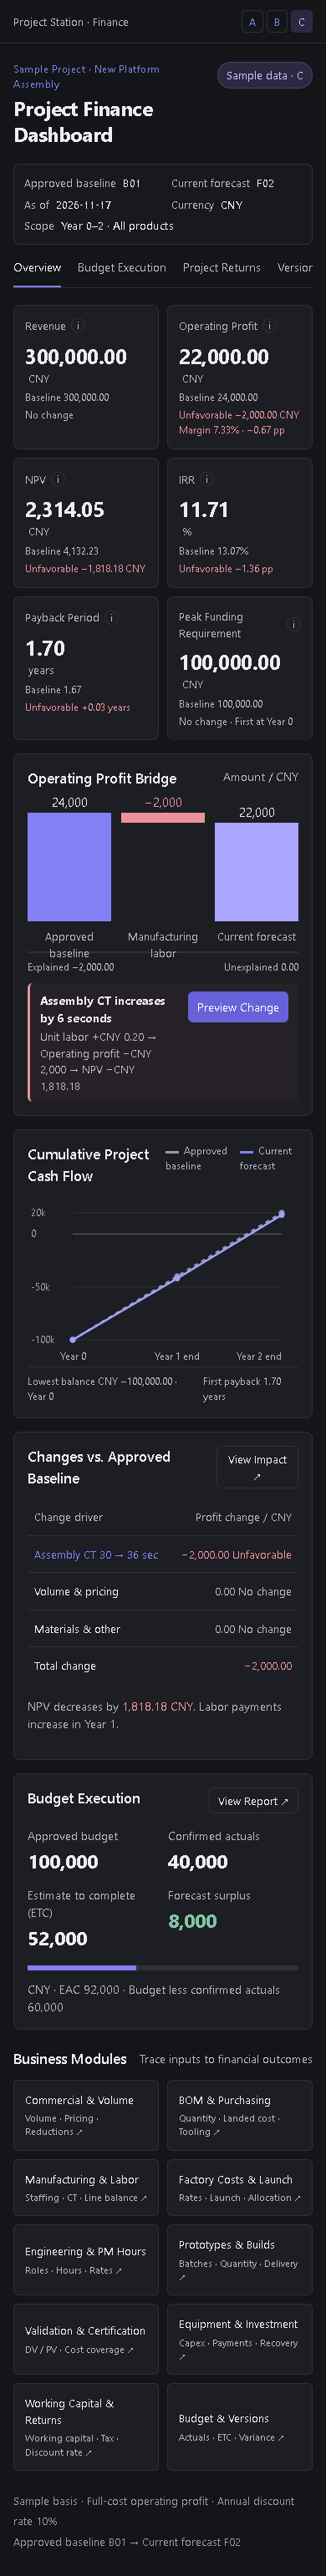 Project Station · Finance
A B C
Sample Project · New Platform
Assembly
Sample data · C
Project Finance
Dashboard
Approved baseline B01 Current forecast F02
As of 2026-11-17 Currency CNY
Scope Year 0–2 · All products
Overview Budget Execution Project Returns Version
Revenue i
300,000.00
CNY
Baseline 300,000.00
No change
Operating Profit i
22,000.00
CNY
Baseline 24,000.00
Unfavorable −2,000.00 CNY
Margin 7.33% · −0.67 pp
NPV i
2,314.05
CNY
Baseline 4,132.23
Unfavorable −1,818.18 CNY
IRR i
11.71
%
Baseline 13.07%
Unfavorable −1.36 pp
Payback Period i
1.70
years
Baseline 1.67
Unfavorable +0.03 years
Peak Funding
Requirement i
100,000.00
CNY
Baseline 100,000.00
No change · First at Year 0
Operating Profit Bridge Amount / CNY
24,000 −2,000 22,000
Approved
baseline
Manufacturing
labor
Current forecast
Explained −2,000.00 Unexplained 0.00
Assembly CT increases
by 6 seconds
Unit labor +CNY 0.20 →
Operating profit −CNY
2,000 → NPV −CNY
1,818.18
Preview Change
Cumulative Project
Cash Flow
Approved
baseline
Current
forecast
20k
0
-50k
-100k
Year 0 Year 1 end Year 2 end
Lowest balance CNY −100,000.00 ·
Year 0
First payback 1.70
years
Changes vs. Approved
Baseline
View Impact
↗
Change driver Profit change / CNY
Assembly CT 30 → 36 sec −2,000.00 Unfavorable
Volume & pricing 0.00 No change
Materials & other 0.00 No change
Total change −2,000.00
NPV decreases by 1,818.18 CNY. Labor payments
increase in Year 1.
Budget Execution View Report ↗
Approved budget
100,000
Confirmed actuals
40,000
Estimate to complete
(ETC)
52,000
Forecast surplus
8,000
CNY · EAC 92,000 · Budget less confirmed actuals
60,000
Business Modules Trace inputs to financial outcomes
Commercial & Volume
Volume · Pricing ·
Reductions ↗
BOM & Purchasing
Quantity · Landed cost ·
Tooling ↗
Manufacturing & Labor
Staffing · CT · Line balance ↗
Factory Costs & Launch
Rates · Launch · Allocation ↗
Engineering & PM Hours
Roles · Hours · Rates ↗
Prototypes & Builds
Batches · Quantity · Delivery
↗
Validation & Certification
DV / PV · Cost coverage ↗
Equipment & Investment
Capex · Payments · Recovery
↗
Working Capital &
Returns
Working capital · Tax ·
Discount rate ↗
Budget & Versions
Actuals · ETC · Variance ↗
Sample basis · Full-cost operating profit · Annual discount
rate 10%
Approved baseline B01 → Current forecast F02